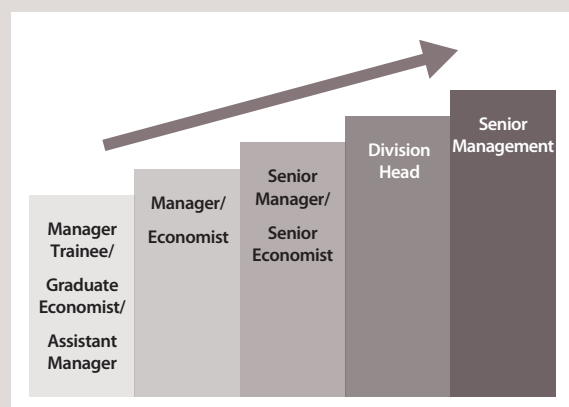 Manager
Trainee/
Graduate
Economist/
Assistant
Manager
Manager/
Economist
Senior
Manager/
Senior
Economist
Division
Head
Senior
Management